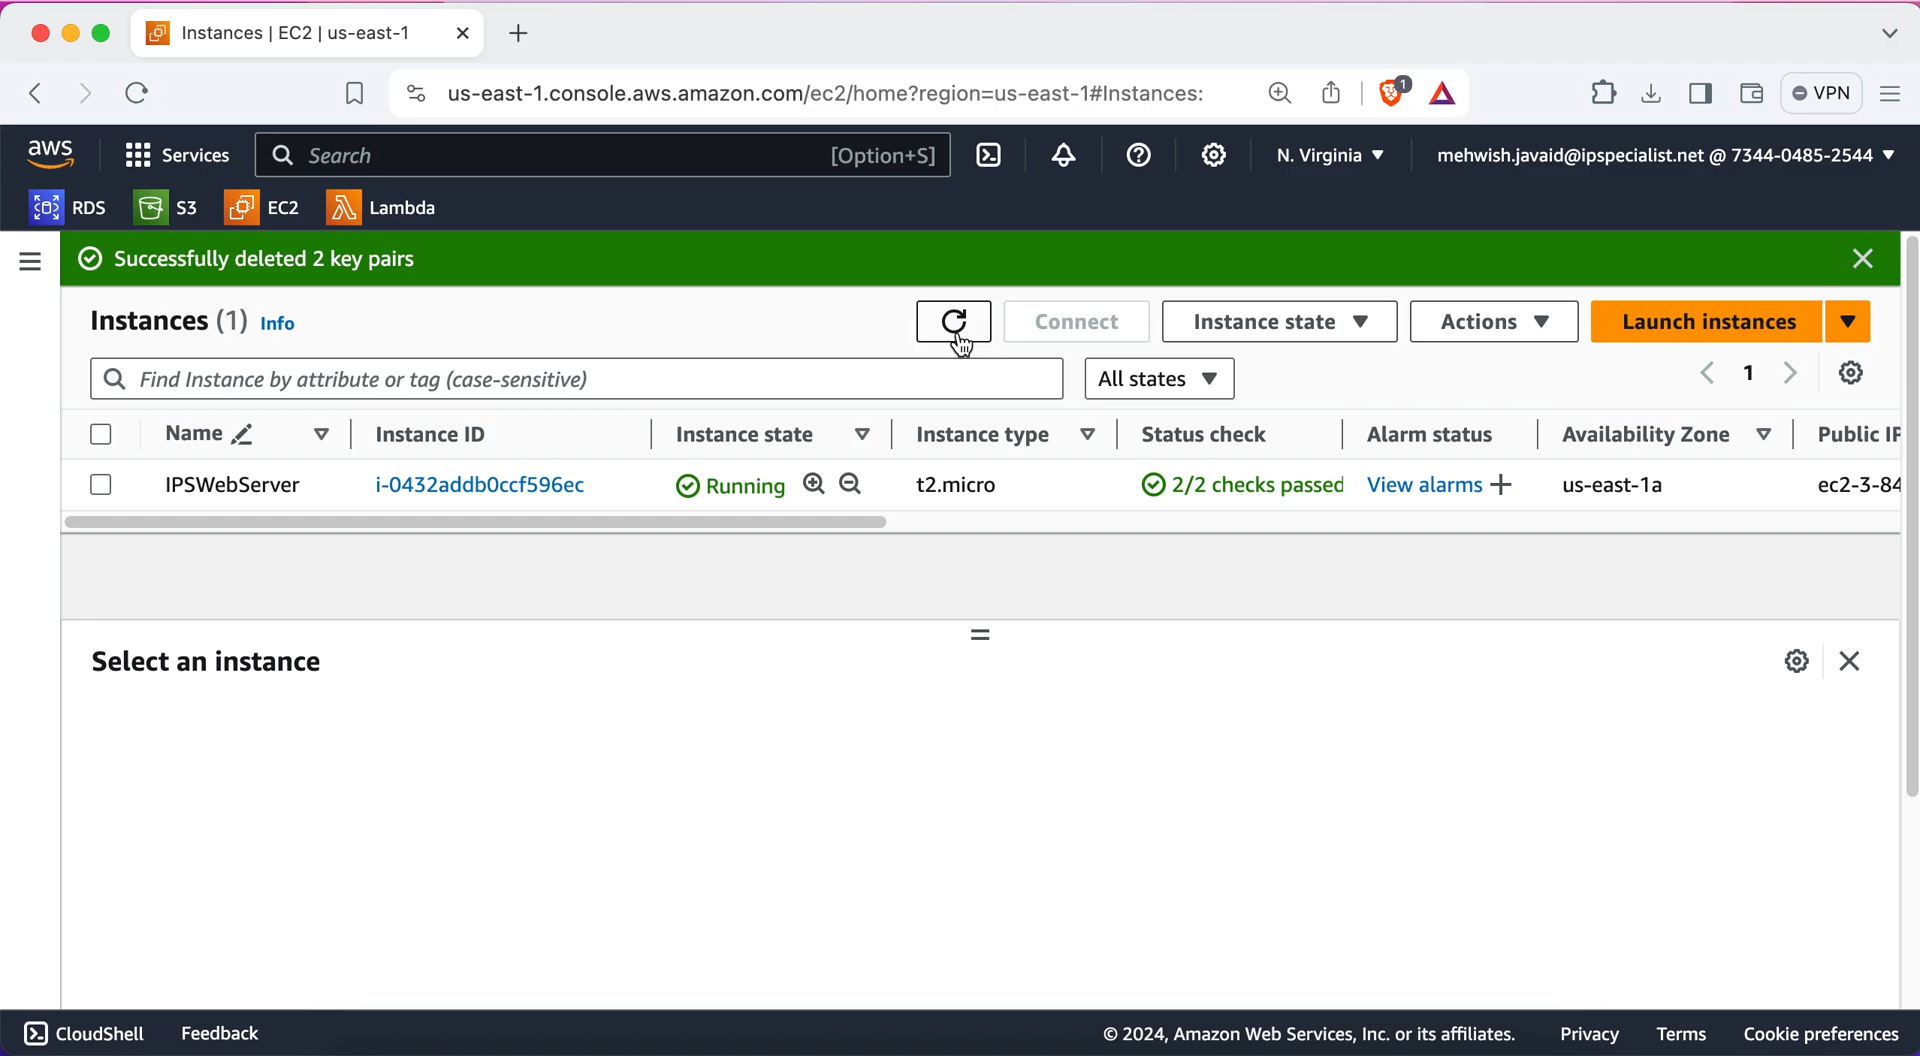 Instances | EC2 | us-east-1
us-east-1.console.aws.amazon.com/ec2/home?region=us-east-1#Instances:
1
VPN
aws
Services
Search
[Option+S]
N. Virginia
mehwish.javaid@ipspecialist.net @ 7344-0485-2544
RDS
S3
EC2
Lambda
Successfully deleted 2 key pairs
Instances (1) Info
Connect
Instance state
Actions
Launch instances
Find Instance by attribute or tag (case-sensitive)
All states
1
Name
Instance ID
Instance state
Instance type
Status check
Alarm status
Availability Zone
Public IP
IPSWebServer
i-0432addb0ccf596ec
Running
t2.micro
2/2 checks passed
View alarms
us-east-1a
ec2-3-84
Select an instance
CloudShell
Feedback
© 2024, Amazon Web Services, Inc. or its affiliates.
Privacy
Terms
Cookie preferences